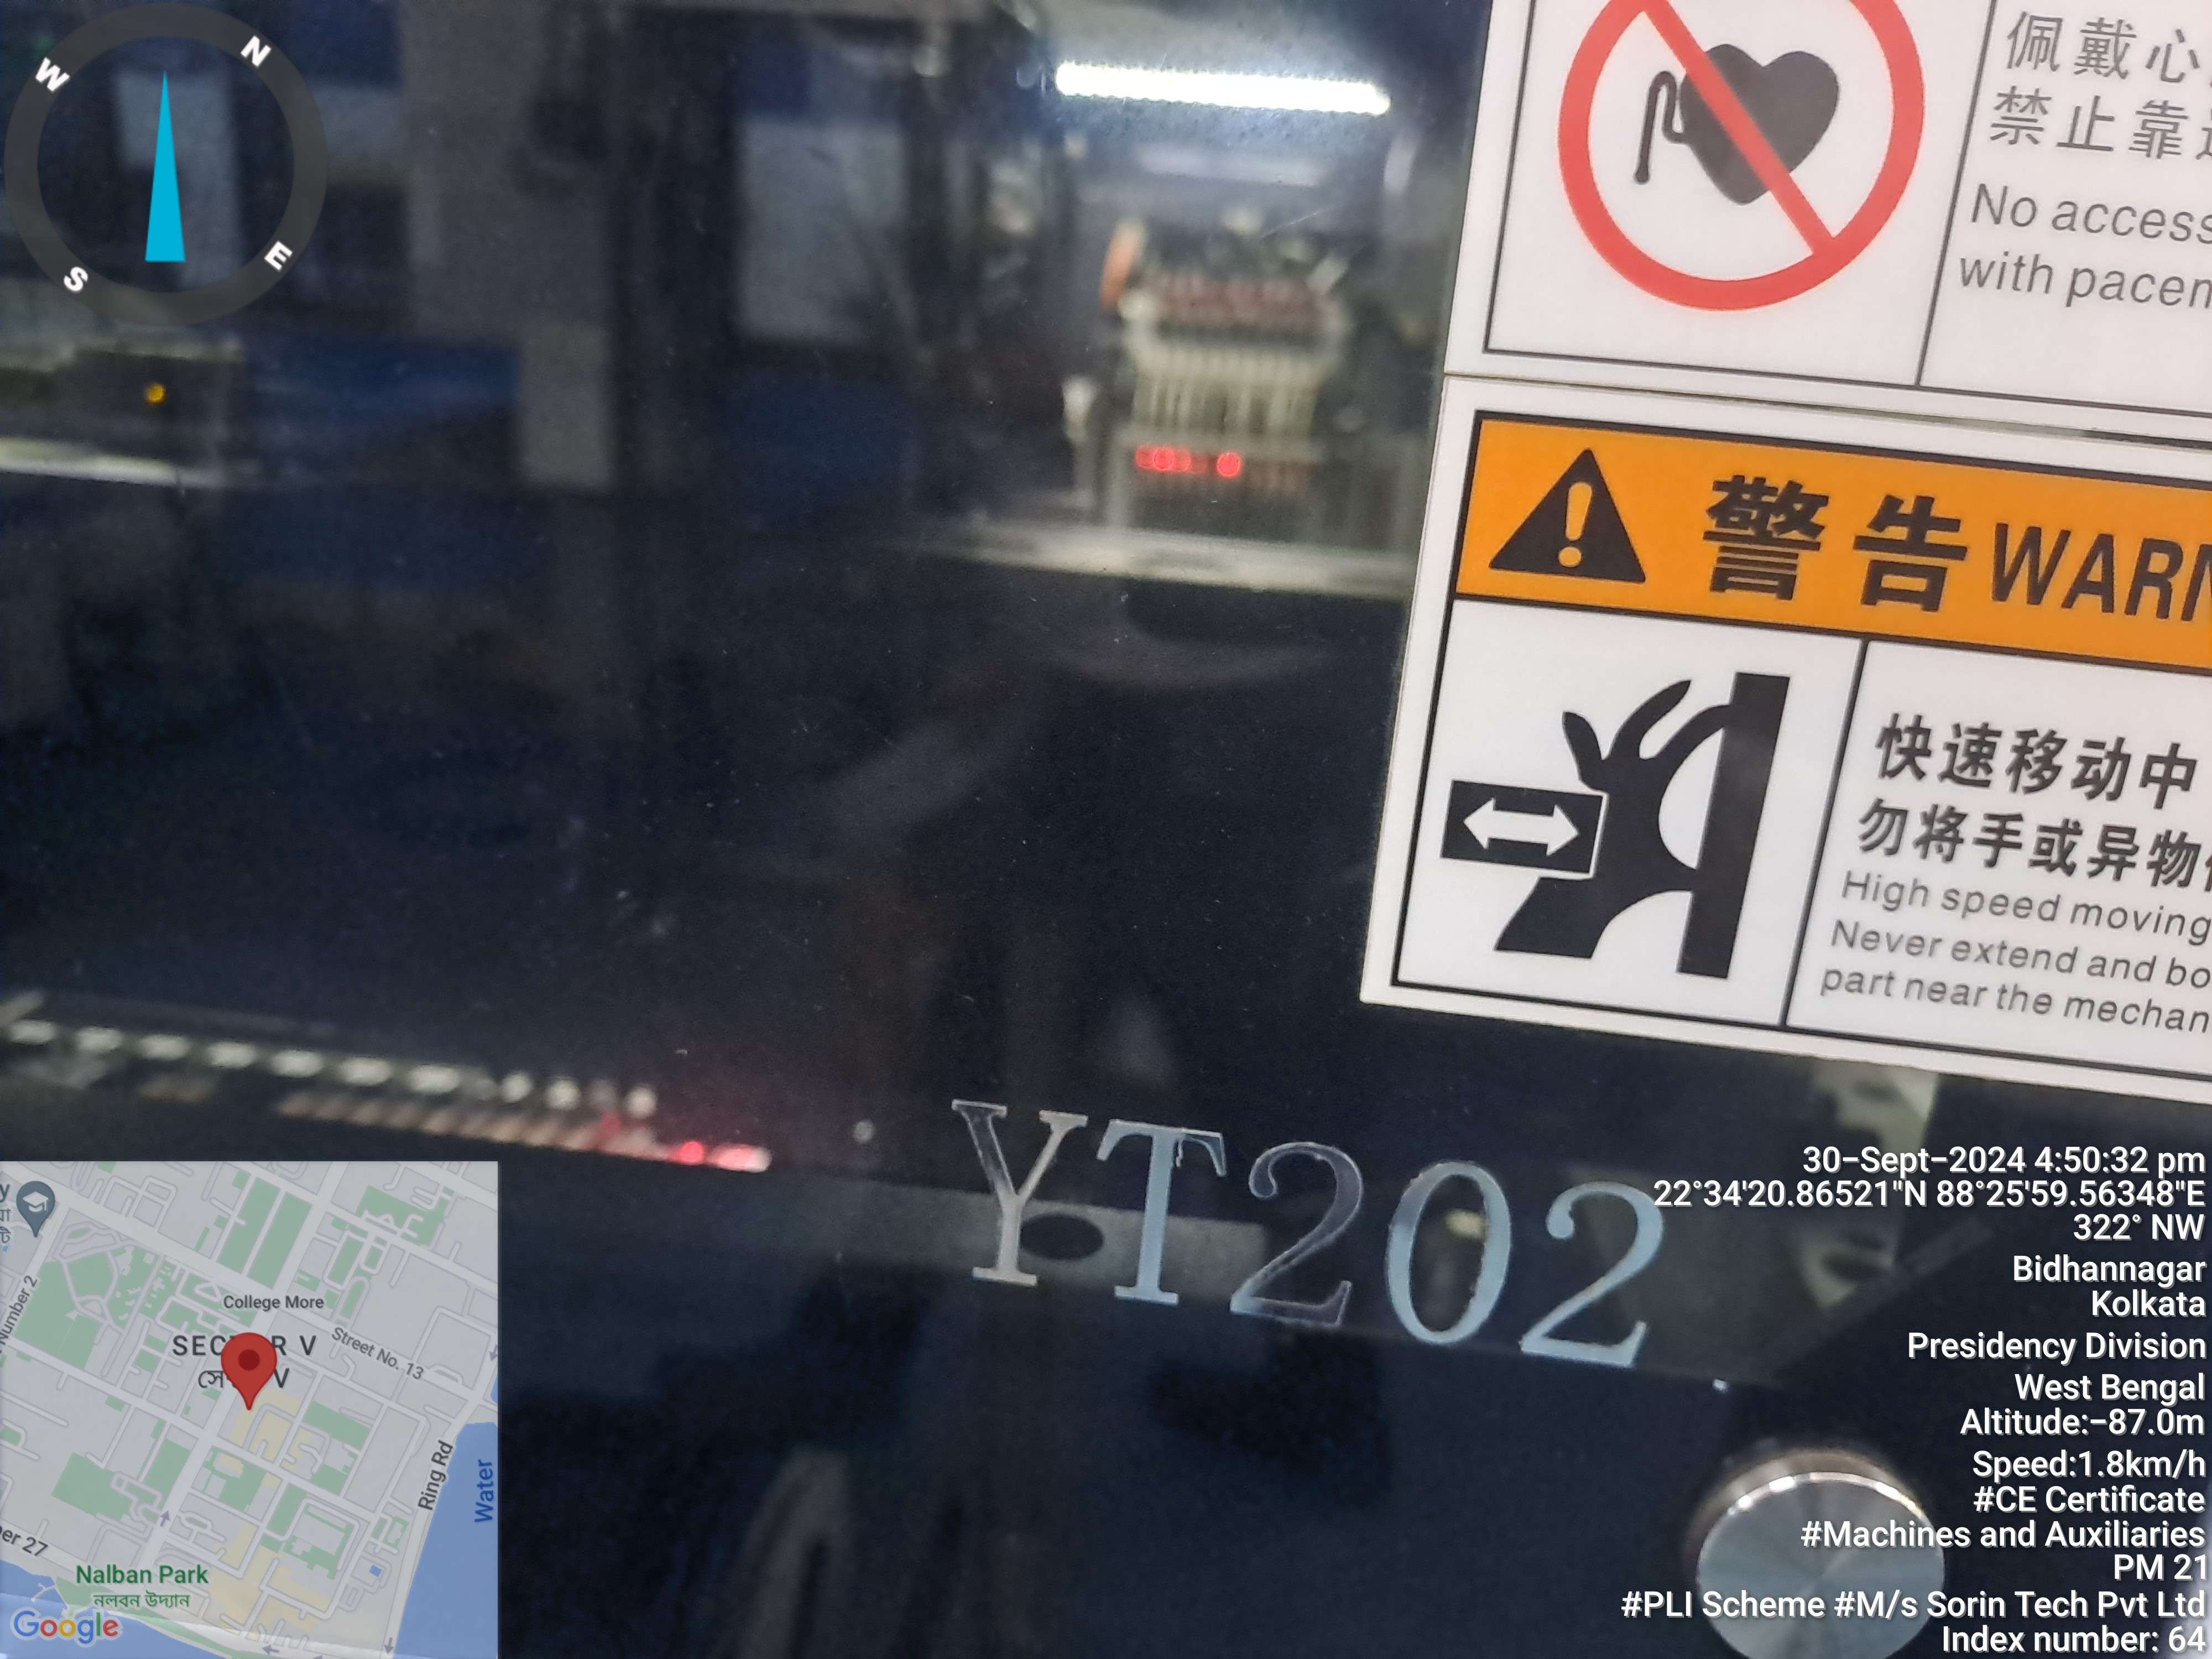 N
W
E
S
佩戴心
禁止靠
No access
with pacem
警告 WARN
快速移动中
勿将手或异物
High speed moving
Never extend and bo
part near the mechan
YT202
30-Sept-2024 4:50:32 pm
22°34'20.86521"N 88°25'59.56348"E
322° NW
Bidhannagar
Kolkata
Presidency Division
West Bengal
Altitude:-87.0m
Speed:1.8km/h
#CE Certificate
#Machines and Auxiliaries
PM 21
#PLI Scheme #M/s Sorin Tech Pvt Ltd
Index number: 64
College More
Street No. 13
Number 2
Ring Rd
Water
Nalban Park
নলবন উদ্যান
Google